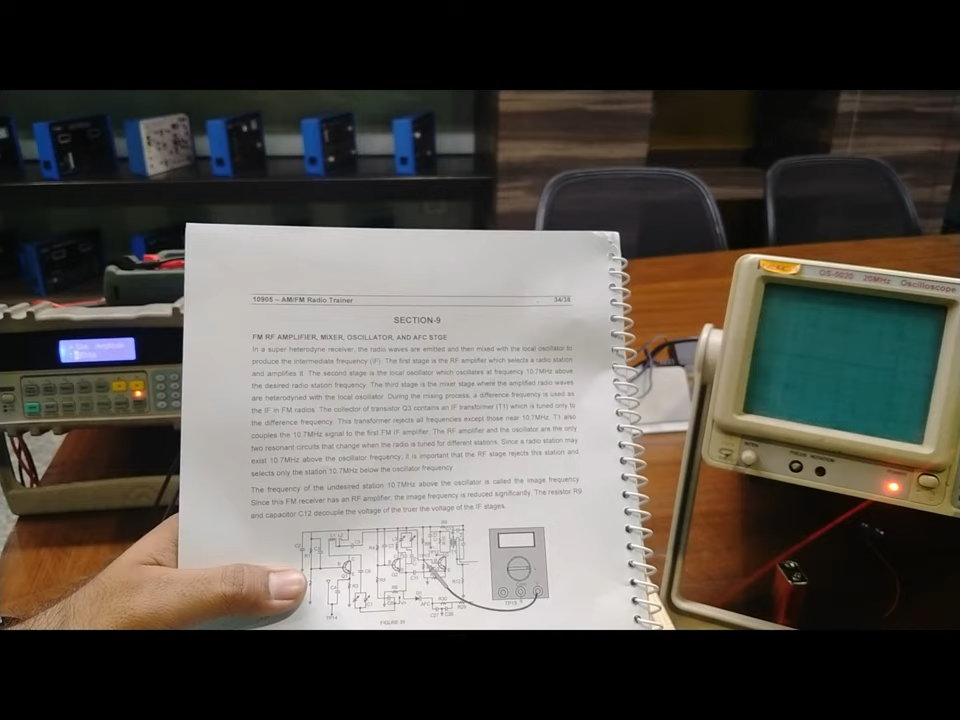 10905 – AM/FM Radio Trainer 34/38
SECTION-9
FM RF AMPLIFIER, MIXER, OSCILLATOR, AND AFC STGE
In a super heterodyne receiver, the radio waves are emitted and then mixed with the local oscillator to
produce the intermediate frequency (IF). The first stage is the RF amplifier which selects a radio station
and amplifies it. The second stage is the local oscillator which oscillates at frequency 10.7MHz above
the desired radio station frequency. The third stage is the mixer stage where the amplified radio waves
are heterodyned with the local oscillator. During the mixing process, a difference frequency is used as
the IF in FM radios. The collector of transistor Q3 contains an IF transformer (T1) which is tuned only to
the difference frequency. This transformer rejects all frequencies except those near 10.7MHz. T1 also
couples the 10.7MHz signal to the first FM IF amplifier. The RF amplifier and the oscillator are the only
two resonant circuits that change when the radio is tuned for different stations. Since a radio station may
exist 10.7MHz above the oscillator frequency, it is important that the RF stage rejects this station and
selects only the station 10.7MHz below the oscillator frequency
The frequency of the undesired station 10.7MHz above the oscillator is called the image frequency
Since this FM receiver has an RF amplifier, the image frequency is reduced significantly. The resistor R9
and capacitor C12 decouple the voltage of the truer the voltage of the IF stages.
TP14
AFC
TP15
OS-5020 20MHz Oscilloscope
FOCUS ROTATION